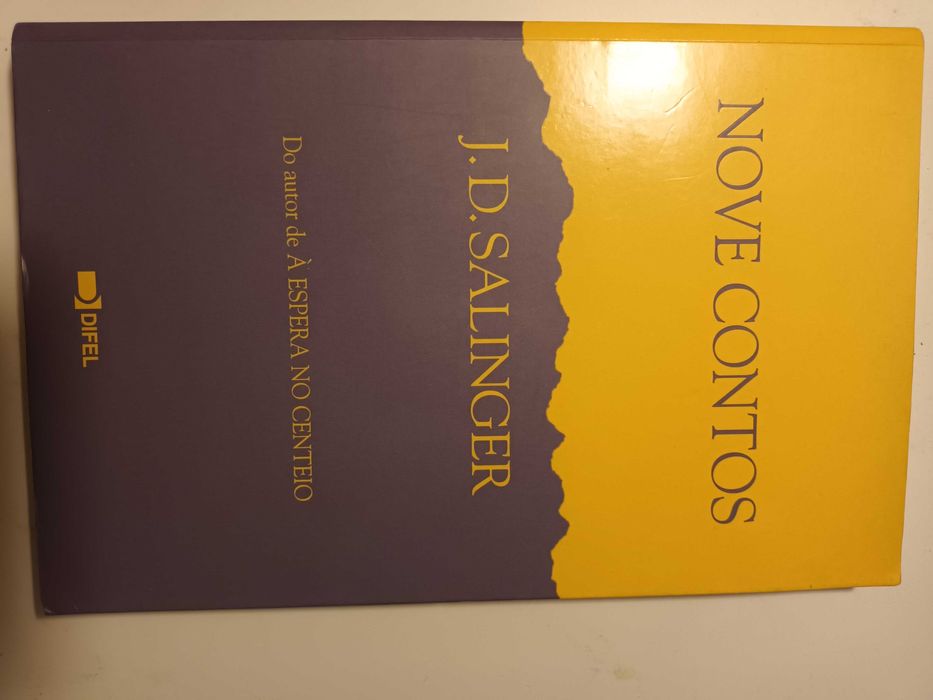 NOVE CONTOS
J. D. SALINGER
Do autor de À ESPERA NO CENTEIO
DIFEL